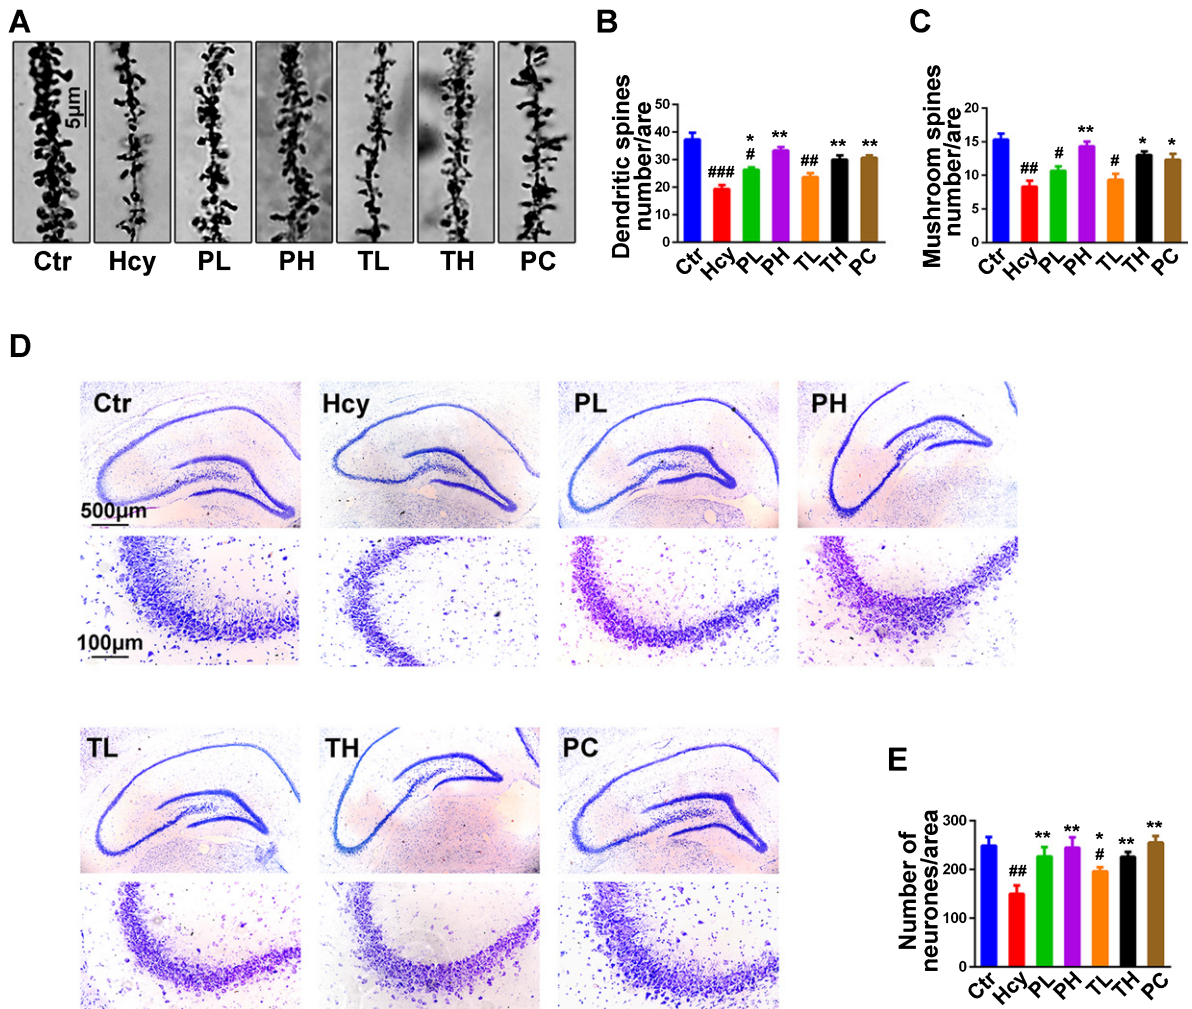 A
5μm
Ctr Hcy PL PH TL TH PC
B
Dendritic spines
number/are
50
40
30
20
10
0
###
*
#
**
##
**
**
Ctr Hcy PL PH TL TH PC
C
Mushroom spines
number/are
20
15
10
5
0
##
#
**
#
*
*
Ctr Hcy PL PH TL TH PC
D
Ctr
500μm
100μm
Hcy
PL
PH
TL
TH
PC
E
Number of
neurones/area
300
200
100
0
##
**
**
*
#
**
**
Ctr Hcy PL PH TL TH PC